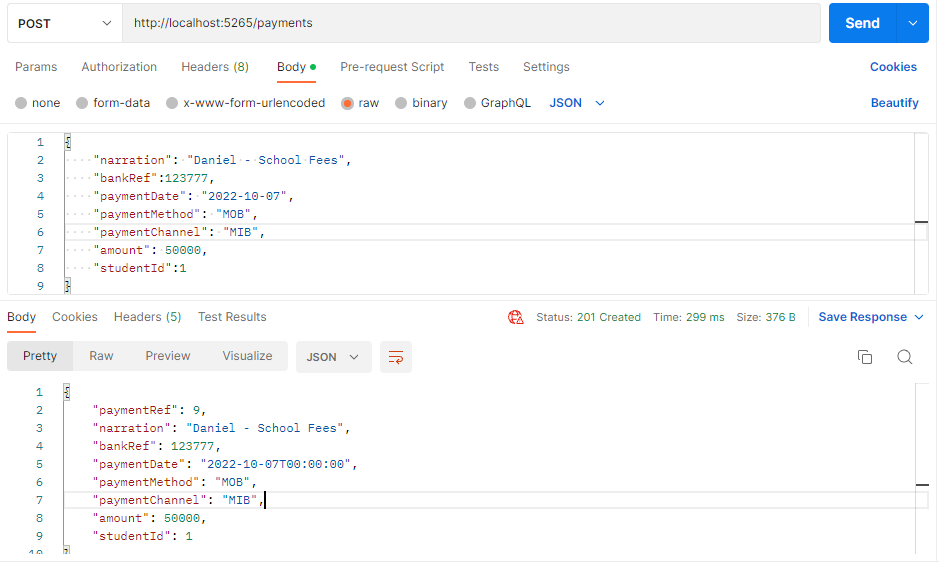 POST http://localhost:5265/payments Send
Params Authorization Headers (8) Body Pre-request Script Tests Settings Cookies
none form-data x-www-form-urlencoded raw binary GraphQL JSON Beautify
1 {
2 "narration": "Daniel - School Fees",
3 "bankRef":123777,
4 "paymentDate": "2022-10-07",
5 "paymentMethod": "MOB",
6 "paymentChannel": "MIB",
7 "amount": 50000,
8 "studentId":1
9 }
Body Cookies Headers (5) Test Results Status: 201 Created Time: 299 ms Size: 376 B Save Response
Pretty Raw Preview Visualize JSON
1 {
2 "paymentRef": 9,
3 "narration": "Daniel - School Fees",
4 "bankRef": 123777,
5 "paymentDate": "2022-10-07T00:00:00",
6 "paymentMethod": "MOB",
7 "paymentChannel": "MIB",
8 "amount": 50000,
9 "studentId": 1
10 }